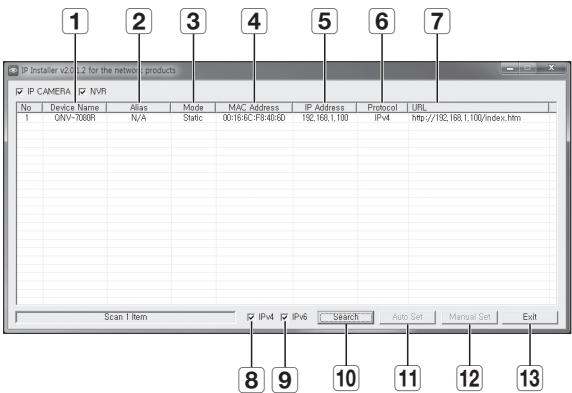 1 2 3 4 5 6 7
IP Installer v2.0.1.2 for the network products
IP CAMERA NVR
No Device Name Alias Mode MAC Address IP Address Protocol URL
1 QNV-7080R N/A Static 00:16:6C:F8:40:6D 192,168,1,100 IPv4 http://192,168,1,100/index,htm
Scan 1 Item IPv4 IPv6 Search Auto Set Manual Set Exit
8 9 10 11 12 13